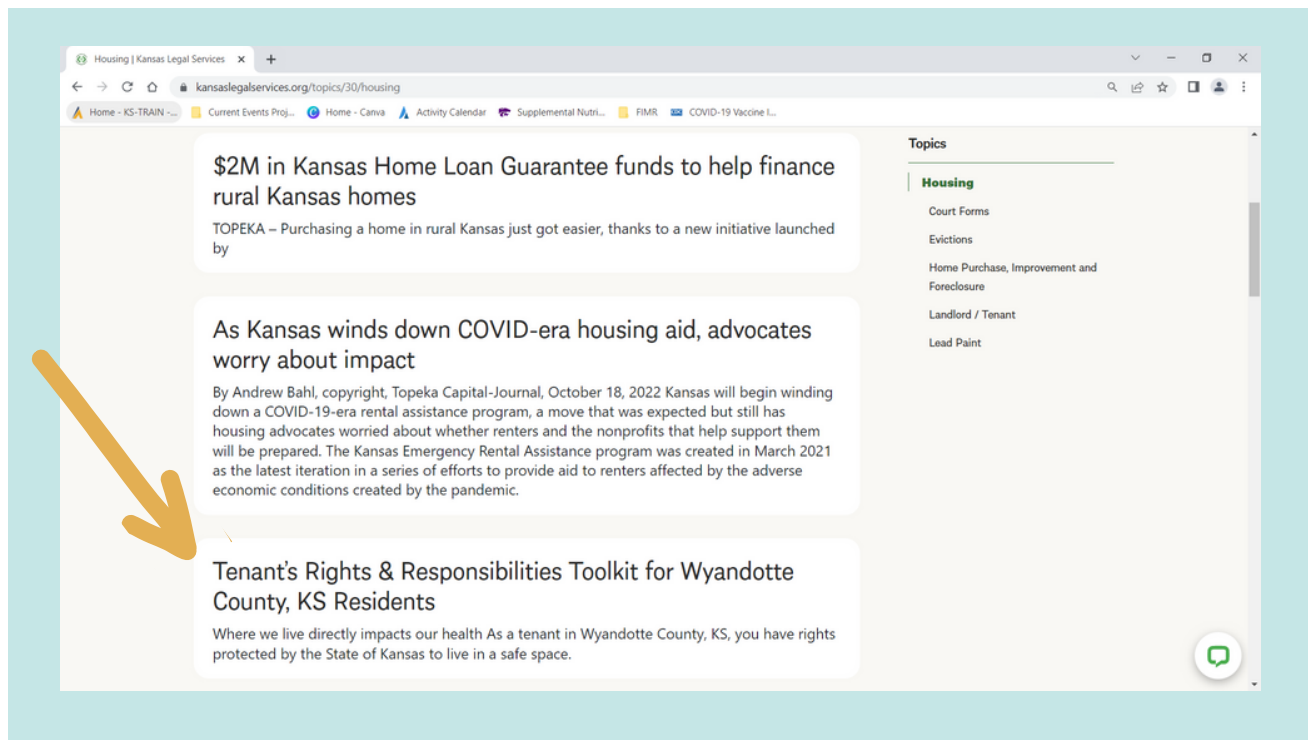 Housing | Kansas Legal Services
kansaslegalservices.org/topics/30/housing
Home - KS-TRAIN -...
Current Events Proj...
Home - Canva
Activity Calendar
Supplemental Nutri...
FIMR
COVID-19 Vaccine I...
$2M in Kansas Home Loan Guarantee funds to help finance
rural Kansas homes
TOPEKA – Purchasing a home in rural Kansas just got easier, thanks to a new initiative launched
by
As Kansas winds down COVID-era housing aid, advocates
worry about impact
By Andrew Bahl, copyright, Topeka Capital-Journal, October 18, 2022 Kansas will begin winding
down a COVID-19-era rental assistance program, a move that was expected but still has
housing advocates worried about whether renters and the nonprofits that help support them
will be prepared. The Kansas Emergency Rental Assistance program was created in March 2021
as the latest iteration in a series of efforts to provide aid to renters affected by the adverse
economic conditions created by the pandemic.
Tenant's Rights & Responsibilities Toolkit for Wyandotte
County, KS Residents
Where we live directly impacts our health As a tenant in Wyandotte County, KS, you have rights
protected by the State of Kansas to live in a safe space.
Topics
Housing
Court Forms
Evictions
Home Purchase, Improvement and
Foreclosure
Landlord / Tenant
Lead Paint